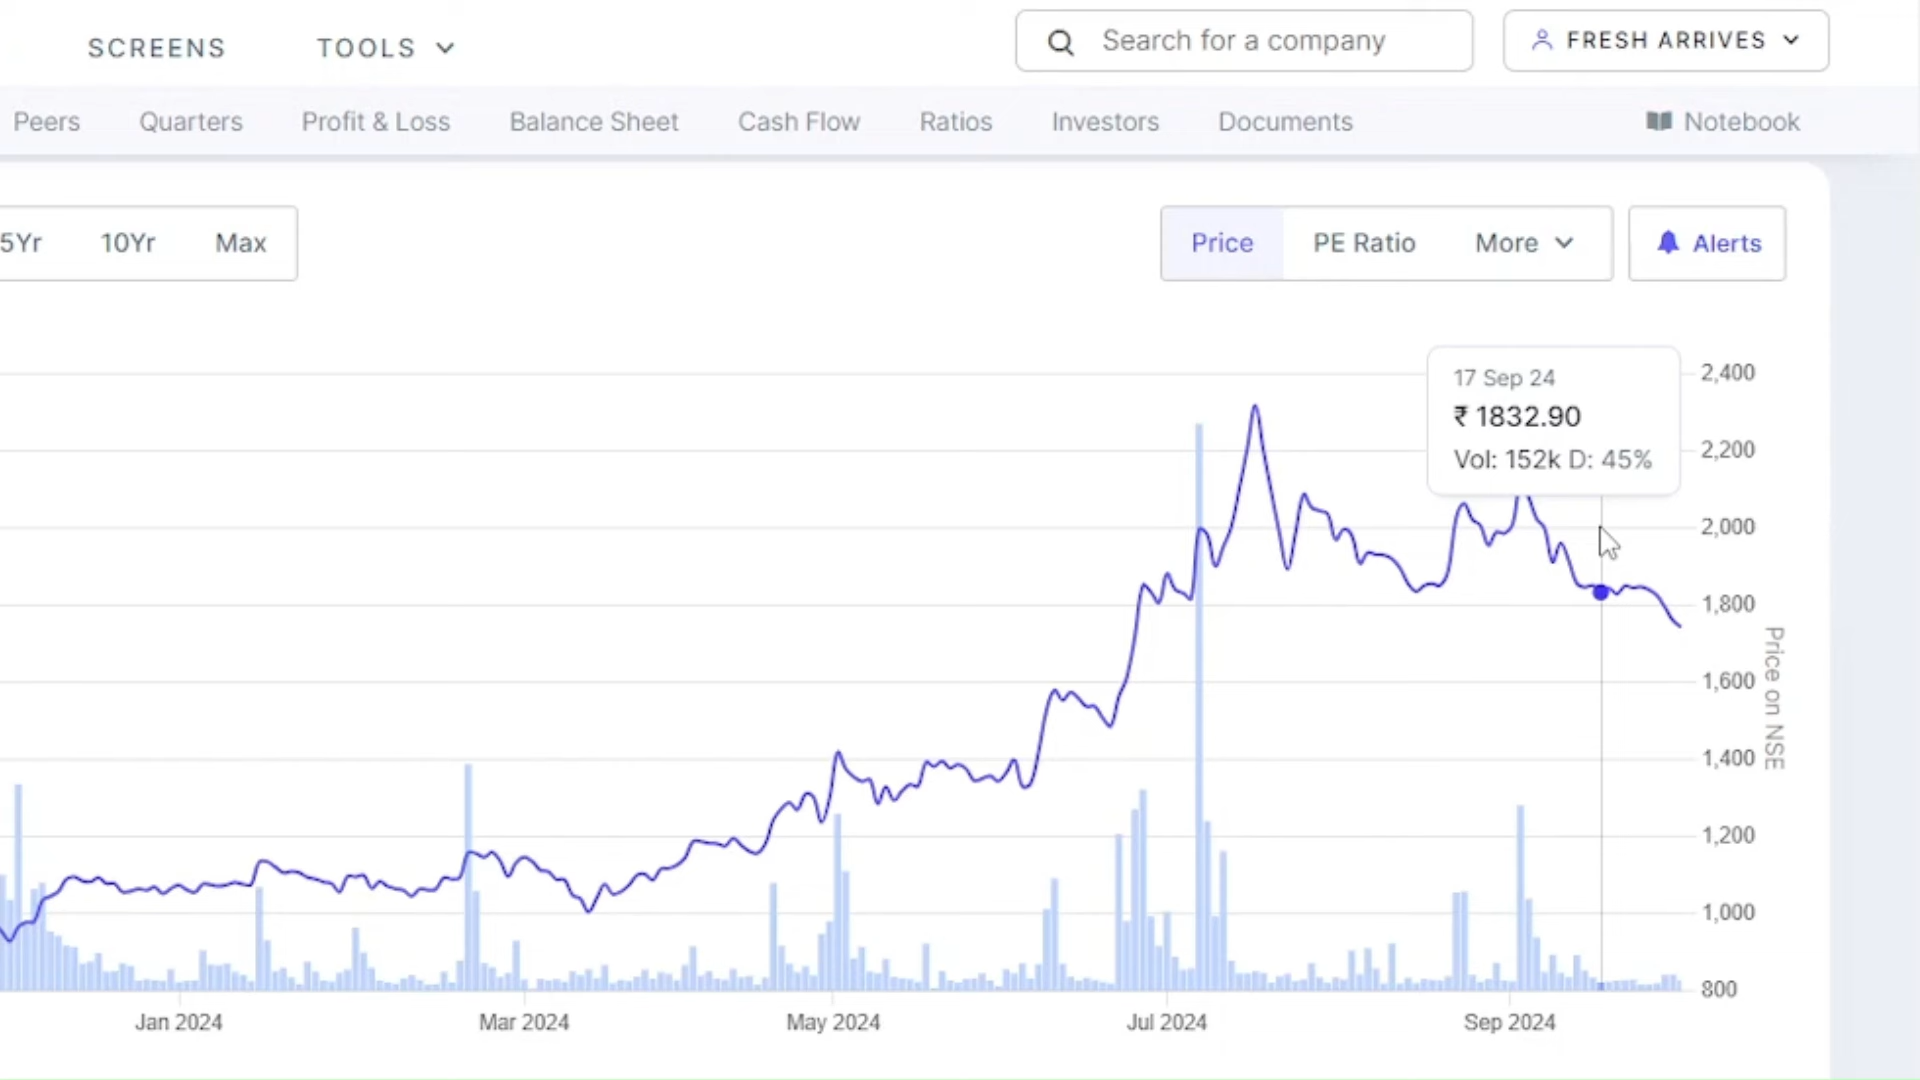 SCREENS
TOOLS
Search for a company
FRESH ARRIVES
Peers
Quarters
Profit & Loss
Balance Sheet
Cash Flow
Ratios
Investors
Documents
Notebook
5Yr
10Yr
Max
Price
PE Ratio
More
Alerts
17 Sep 24
₹ 1832.90
Vol: 152k D: 45%
2,400
2,200
2,000
1,800
1,600
1,400
1,200
1,000
800
Price on NSE
Jan 2024
Mar 2024
May 2024
Jul 2024
Sep 2024